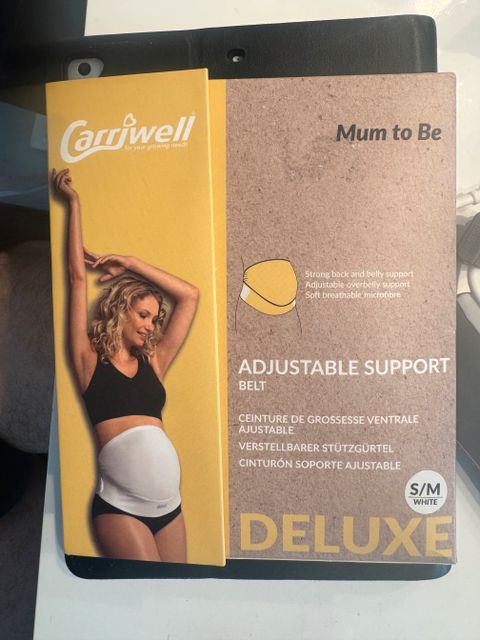 Carriwell
for your growing needs
Mum to Be
Strong back and belly support
Adjustable overbelly support
Soft breathable microfibre
ADJUSTABLE SUPPORT
BELT
CEINTURE DE GROSSESSE VENTRALE
AJUSTABLE
VERSTELLBARER STÜTZGÜRTEL
CINTURÓN SOPORTE AJUSTABLE
S/M
WHITE
DELUXE